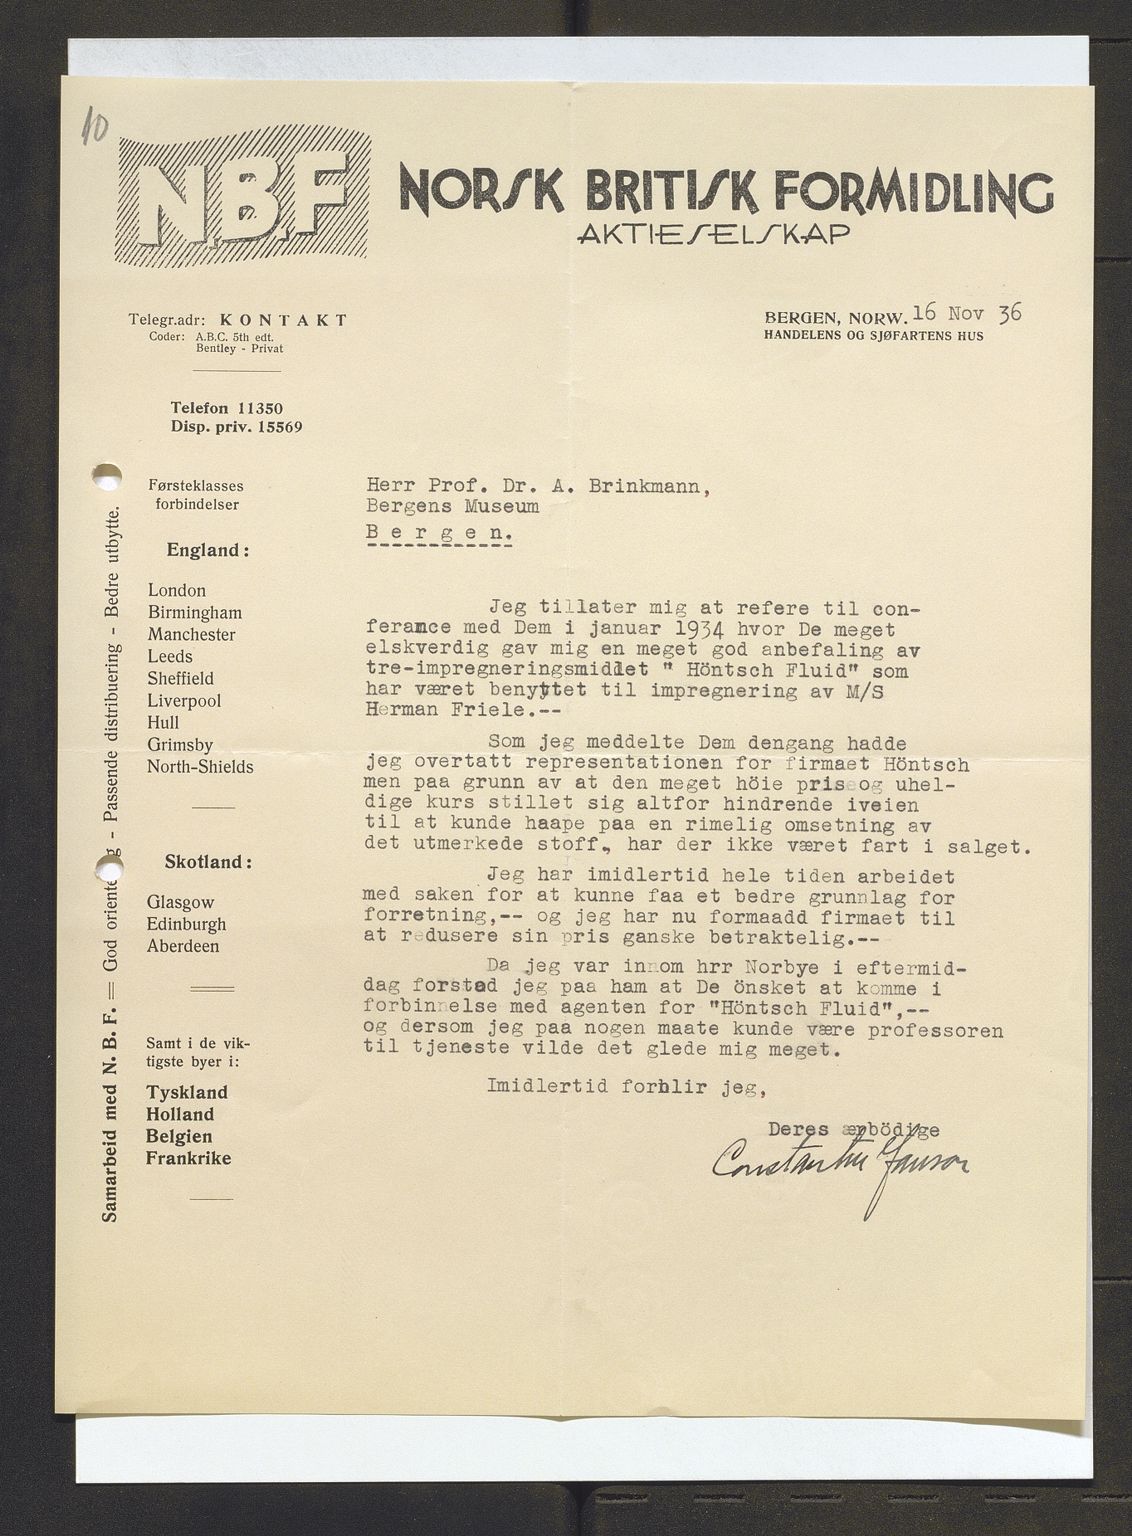 10
NBF
NORSK BRITISK FORMIDLING
AKTIESELSKAP
Telegr.adr: KONTAKT
Coder: A.B.C. 5th edt.
Bentley - Privat
BERGEN, NORW. 16 Nov 36
HANDELENS OG SJØFARTENS HUS
Telefon 11350
Disp. priv. 15569
Førsteklasses
forbindelser
England:
London
Birmingham
Manchester
Leeds
Sheffield
Liverpool
Hull
Grimsby
North-Shields
Skotland:
Glasgow
Edinburgh
Aberdeen
Samt i de vik-
tigste byer i:
Tyskland
Holland
Belgien
Frankrike
Samarbeid med N. B. F. = God oriente g - Passende distribuering - Bedre utbytte.
Herr Prof. Dr. A. Brinkmann,
Bergens Museum
Bergen.
Jeg tillater mig at refere til con-
ferance med Dem i januar 1934 hvor De meget
elskverdig gav mig en meget god anbefaling av
tre-impregneringsmiddlet " Höntsch Fluid" som
har været benyttet til impregnering av M/S
Herman Friele.--
Som jeg meddelte Dem dengang hadde
jeg overtatt representationen for firmaet Höntsch
men paa grunn av at den meget höie pris og uhel-
dige kurs stillet sig altfor hindrende iveien
til at kunde haape paa en rimelig omsetning av
det utmerkede stoff, har der ikke været fart i salget.
Jeg har imidlertid hele tiden arbeidet
med saken for at kunne faa et bedre grunnlag for
forretning,-- og jeg har nu formaadd firmaet til
at redusere sin pris ganske betraktelig.--
Da jeg var innom hrr Norbye i eftermid-
dag forstod jeg paa ham at De önsket at komme i
forbinnelse med agenten for "Höntsch Fluid",--
og dersom jeg paa nogen maate kunde være professoren
til tjeneste vilde det glede mig meget.
Imidlertid forblir jeg,
Deres ærbödige
Constantin Janson